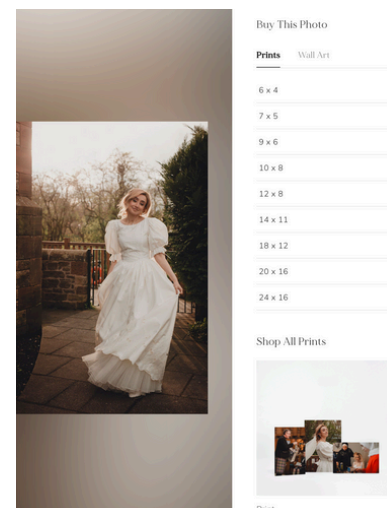 Buy This Photo
Prints Wall Art
6 x 4
7 x 5
9 x 6
10 x 8
12 x 8
14 x 11
18 x 12
20 x 16
24 x 16
Shop All Prints